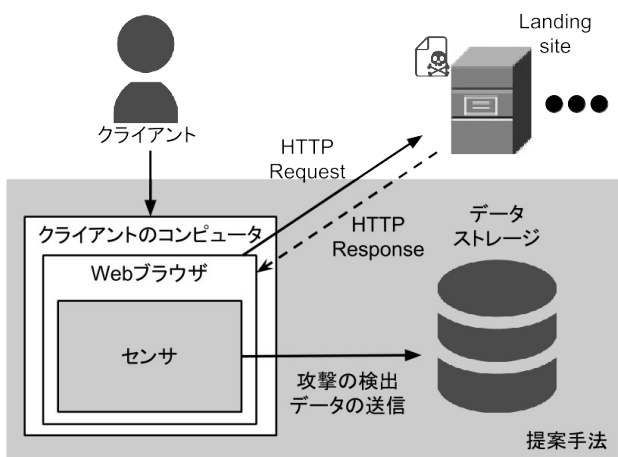 Landing
site
クライアント
HTTP
Request
HTTP
Response
データ
ストレージ
クライアントのコンピュータ
Webブラウザ
センサ
攻撃の検出
データの送信
提案手法